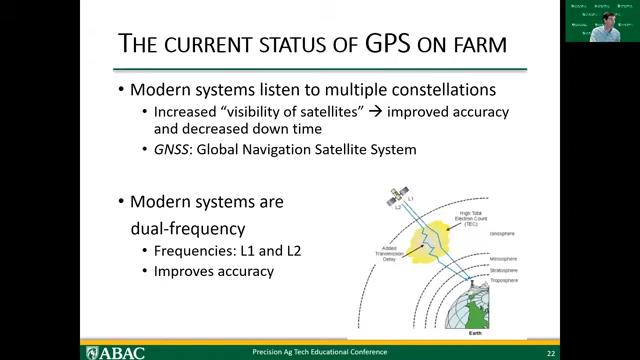 THE CURRENT STATUS OF GPS ON FARM
• Modern systems listen to multiple constellations
• Increased “visibility of satellites” → improved accuracy
and decreased down time
• GNSS: Global Navigation Satellite System
• Modern systems are
dual-frequency
• Frequencies: L1 and L2
• Improves accuracy
L1
L2
High Total
Electron Count
(TEC)
Ionosphere
Added
Transmission
Delay
Mesosphere
Stratosphere
Troposphere
Earth
ABAC
Precision Ag Tech Educational Conference
22